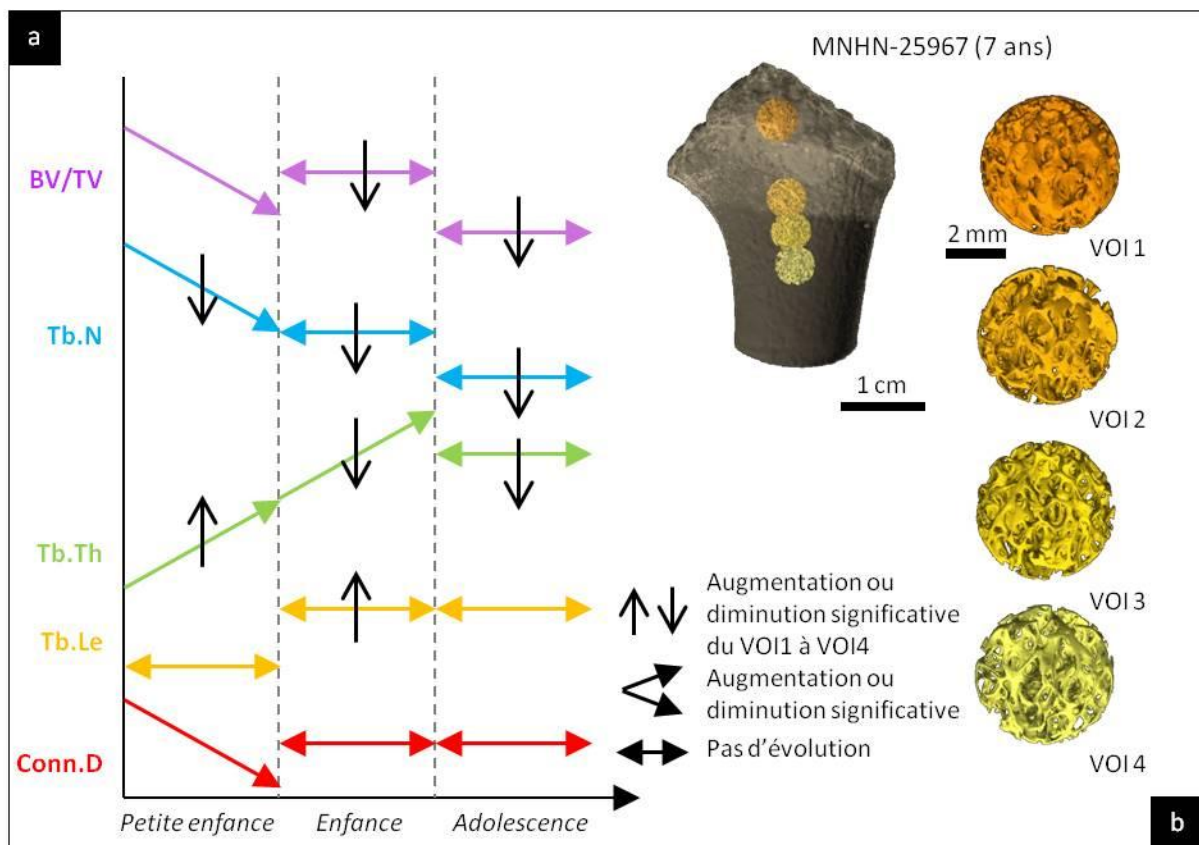 a
MNHN-25967 (7 ans)
BV/TV
Tb.N
Tb.Th
Tb.Le
Conn.D
Petite enfance
Enfance
Adolescence
1 cm
2 mm
VOI 1
VOI 2
VOI 3
VOI 4
Augmentation ou
diminution significative
du VOI1 à VOI4
Augmentation ou
diminution significative
Pas d'évolution
b